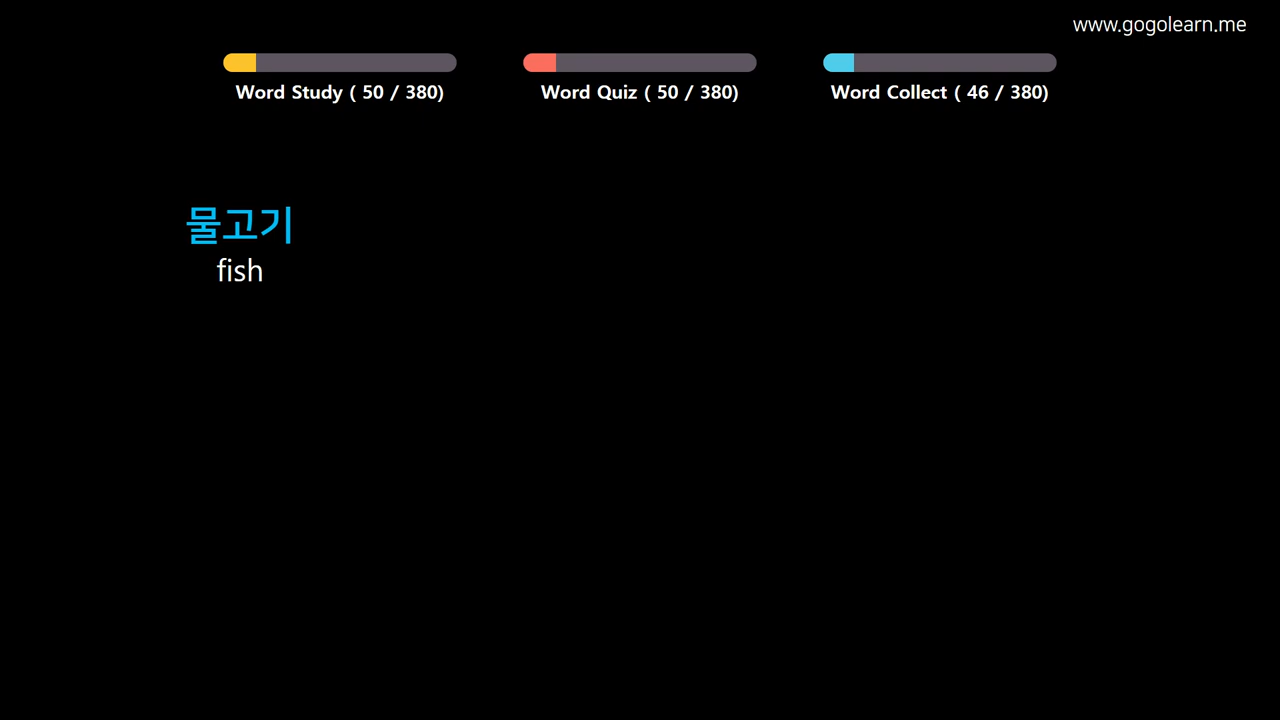 www.gogolearn.me
Word Study ( 50 / 380)
Word Quiz ( 50 / 380)
Word Collect ( 46 / 380)
물고기
fish